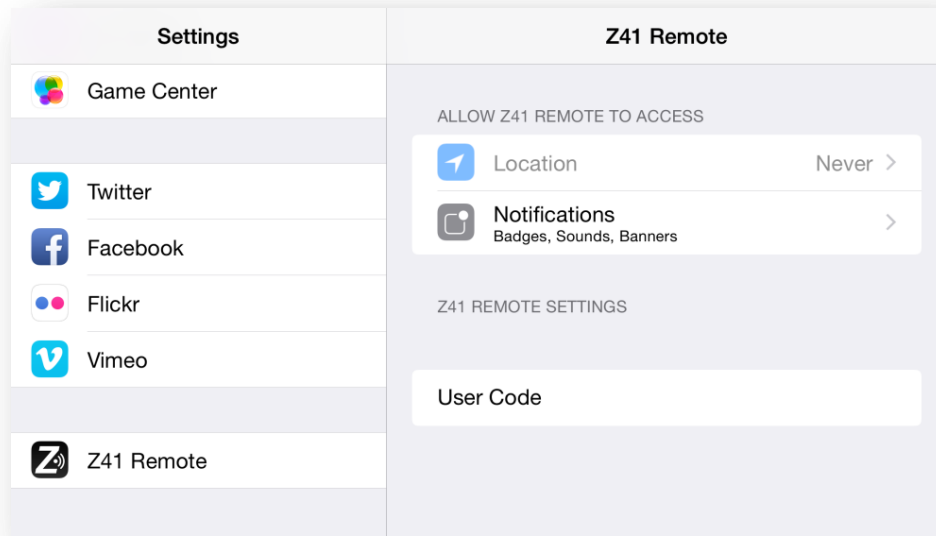 Settings
Game Center
Twitter
Facebook
Flickr
Vimeo
Z41 Remote
Z41 Remote
ALLOW Z41 REMOTE TO ACCESS
Location Never
Notifications
Badges, Sounds, Banners
Z41 REMOTE SETTINGS
User Code